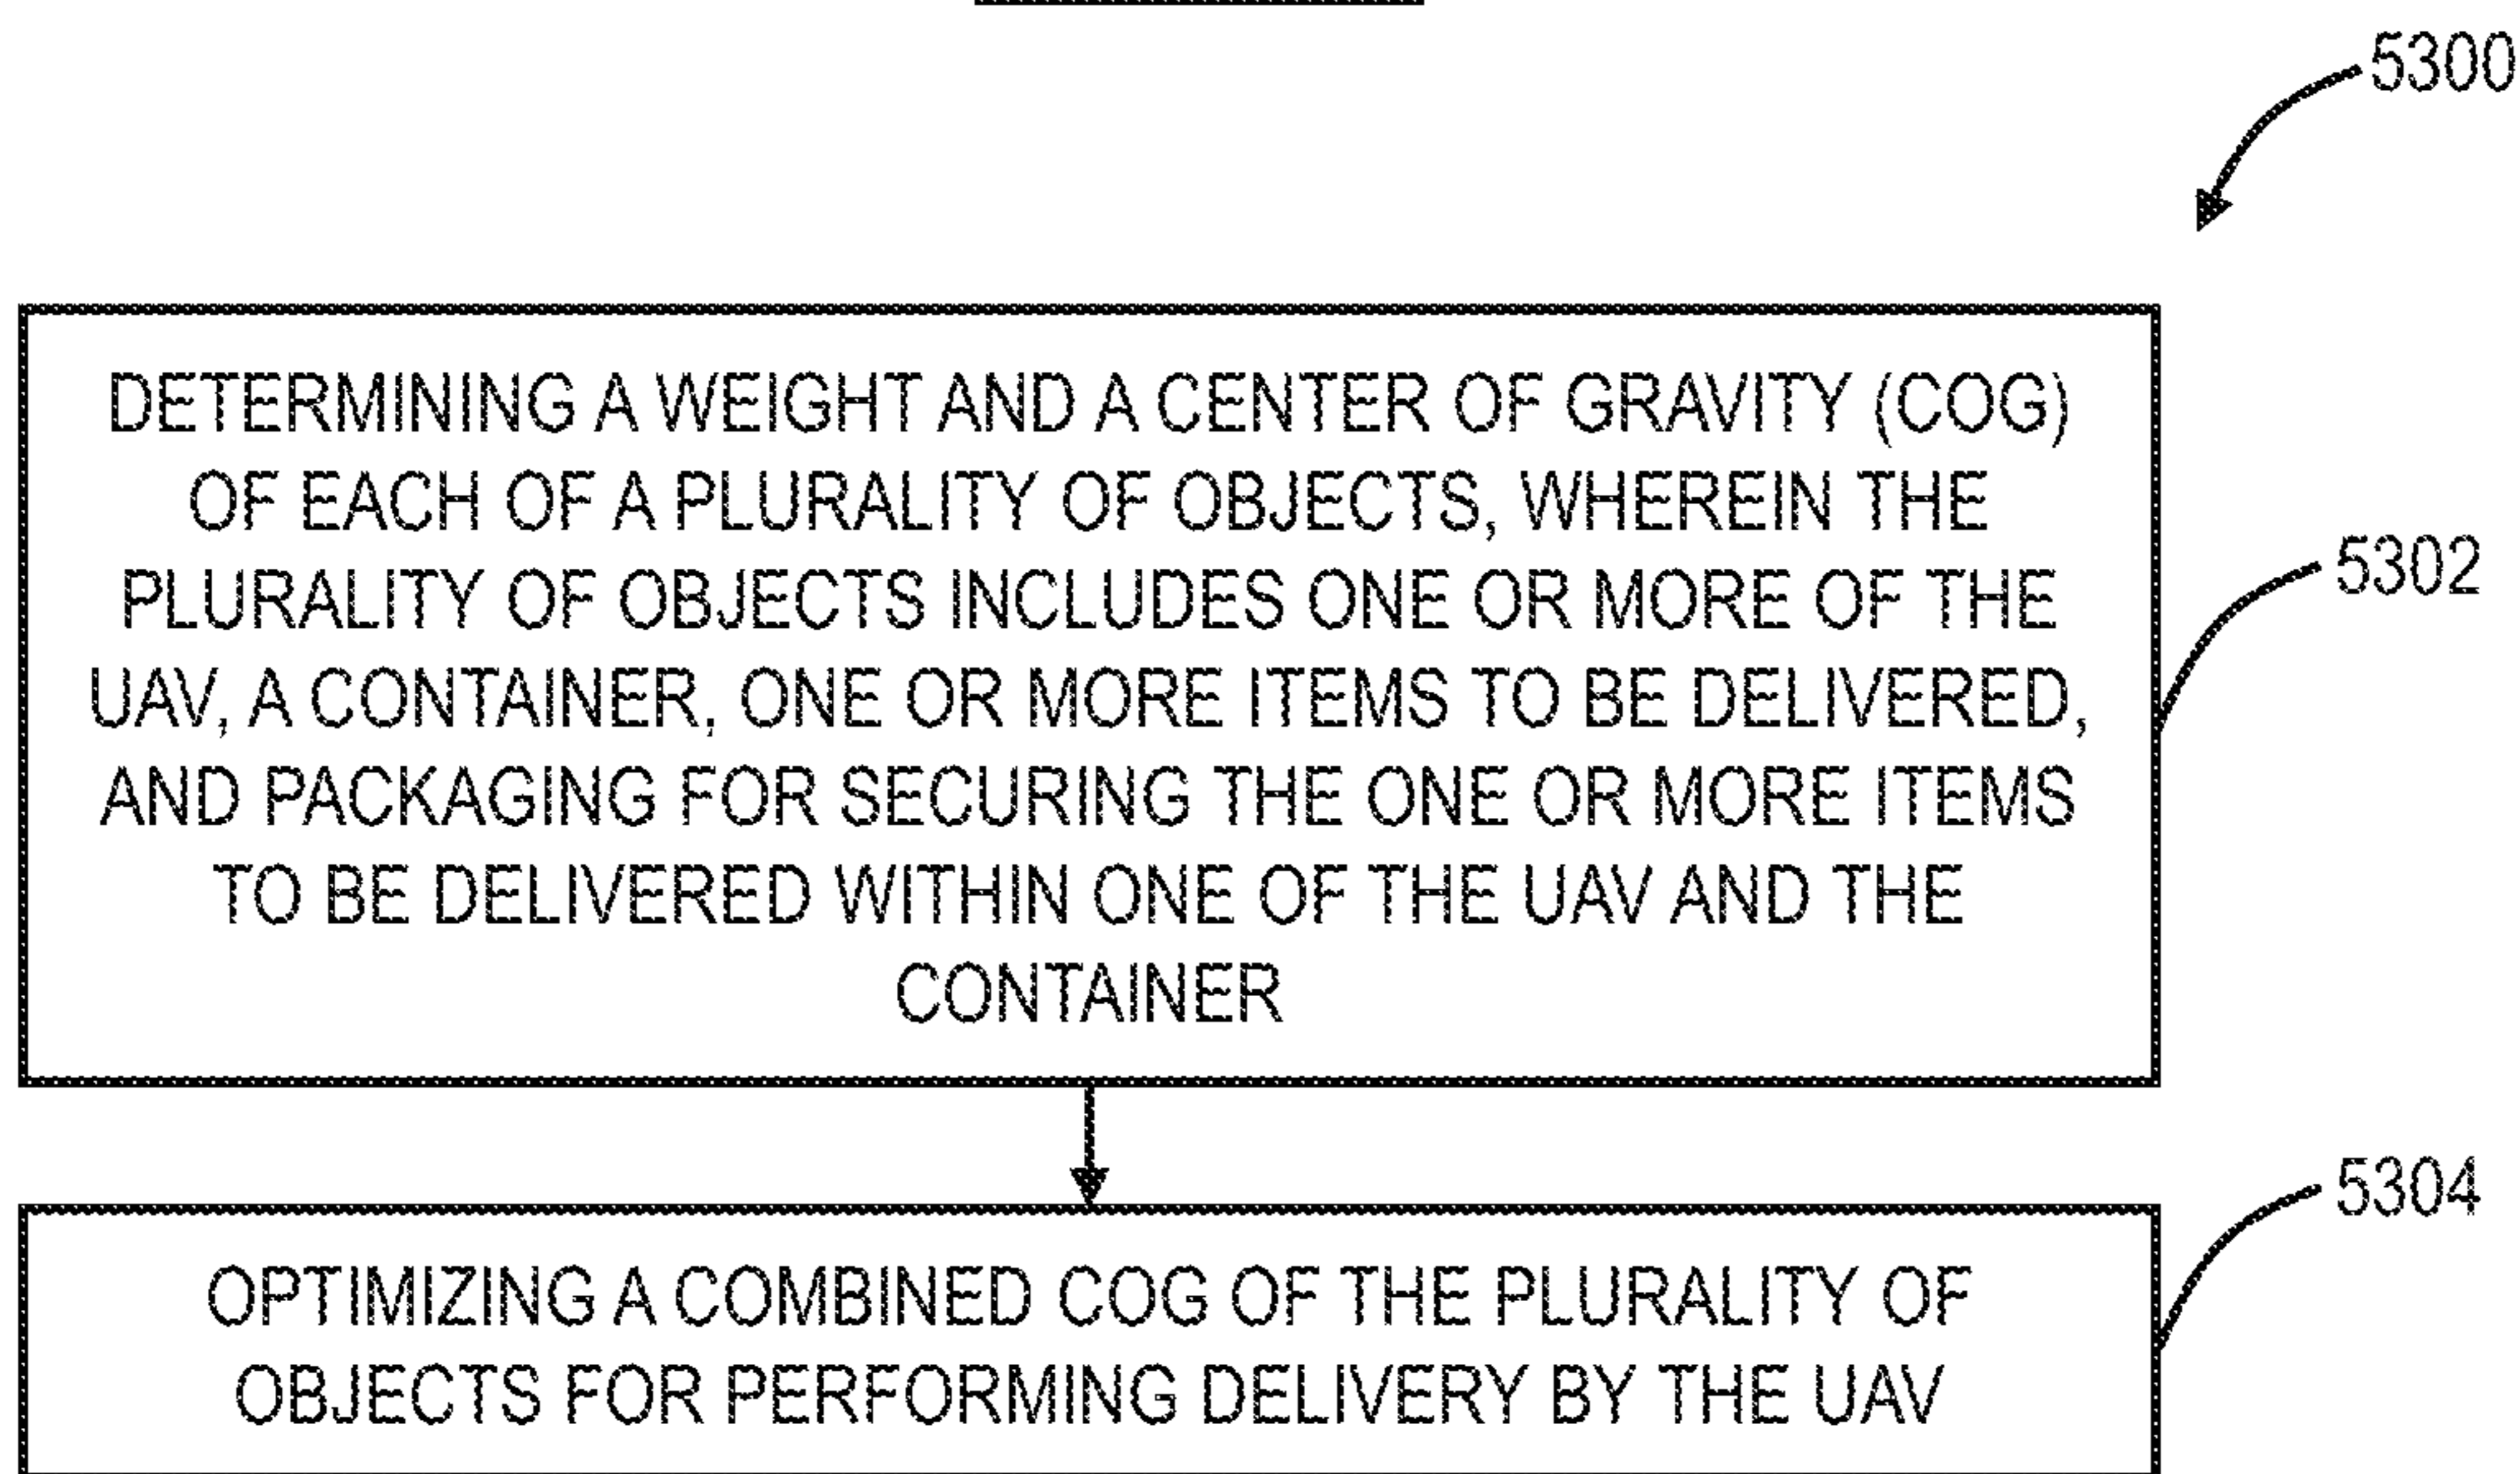 5300
DETERMINING A WEIGHT AND A CENTER OF GRAVITY (COG)
OF EACH OF A PLURALITY OF OBJECTS, WHEREIN THE
PLURALITY OF OBJECTS INCLUDES ONE OR MORE OF THE
UAV, A CONTAINER, ONE OR MORE ITEMS TO BE DELIVERED,
AND PACKAGING FOR SECURING THE ONE OR MORE ITEMS
TO BE DELIVERED WITHIN ONE OF THE UAV AND THE
CONTAINER
5302
OPTIMIZING A COMBINED COG OF THE PLURALITY OF
OBJECTS FOR PERFORMING DELIVERY BY THE UAV
5304